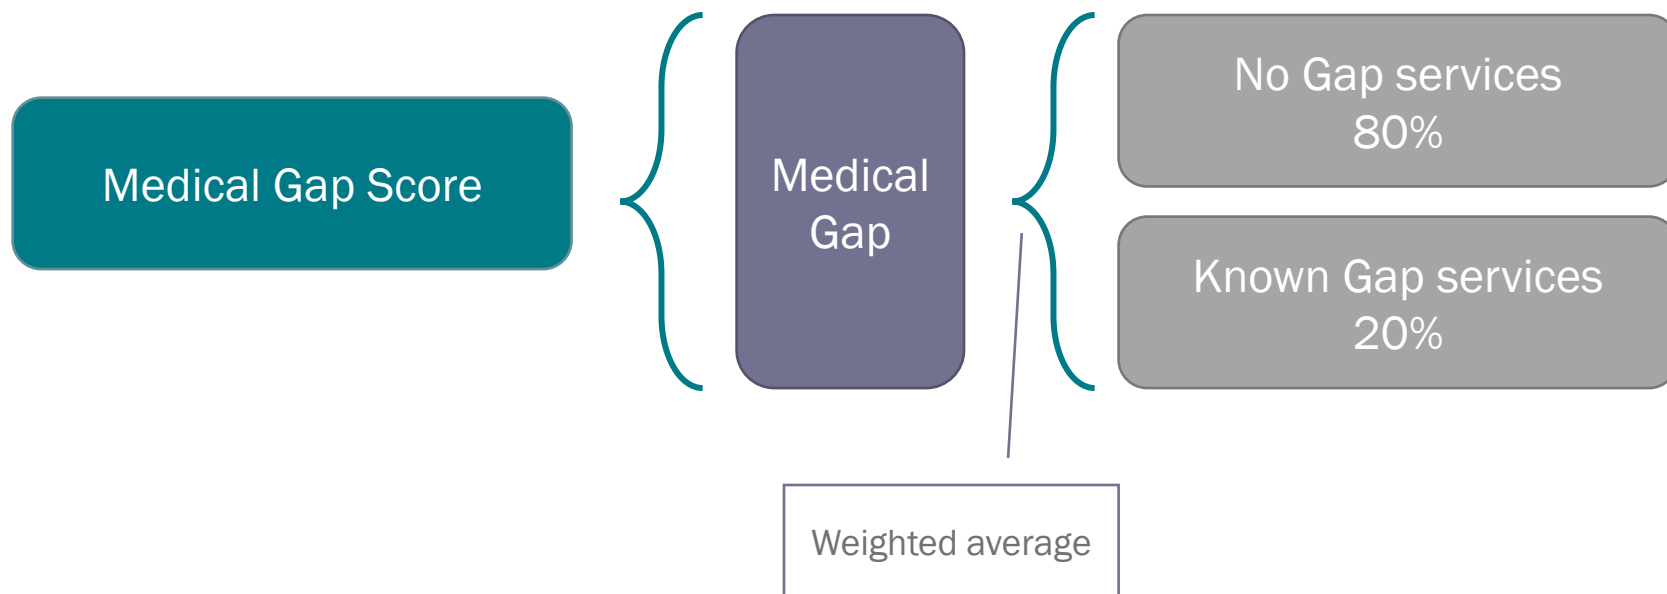 Medical Gap Score
Medical
Gap
No Gap services
80%
Known Gap services
20%
Weighted average